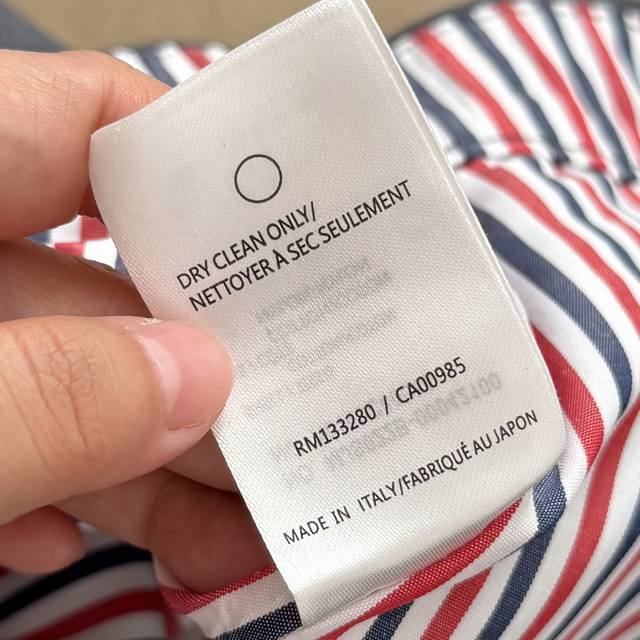 DRY CLEAN ONLY/
NETTOYER À SEC SEULEMENT
RM133280 / CA00985
MADE IN ITALY/FABRIQUÉ AU JAPON